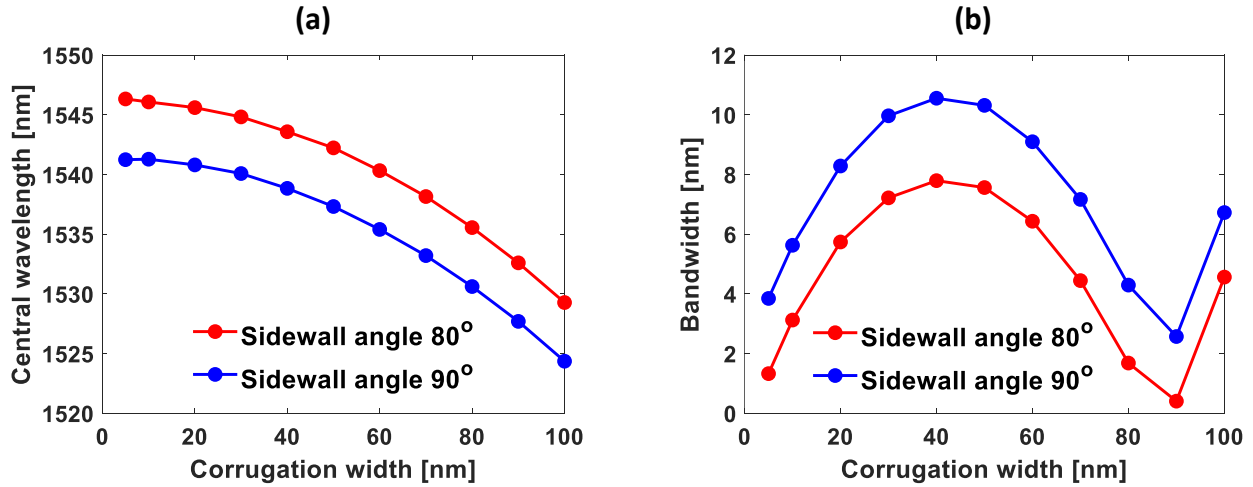 (a)
Central wavelength [nm]
1550
1545
1540
1535
1530
1525
1520
Sidewall angle 80°
Sidewall angle 90°
0 20 40 60 80 100
Corrugation width [nm]
(b)
Bandwidth [nm]
12
10
8
6
4
2
0
Sidewall angle 80°
Sidewall angle 90°
0 20 40 60 80 100
Corrugation width [nm]